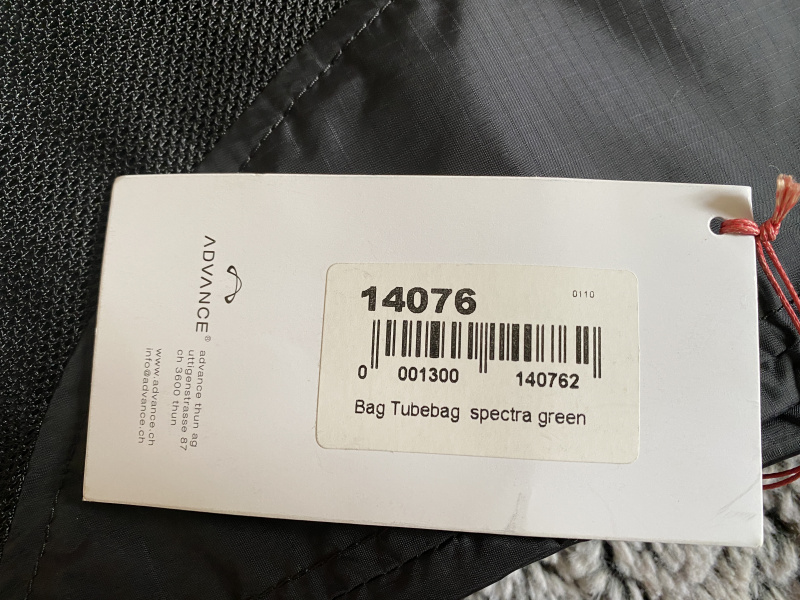 ADVANCE®
advance thun ag
uttigenstrasse 87
ch 3600 thun
www.advance.ch
info@advance.ch
14076
0110
0 001300 140762
Bag Tubebag spectra green